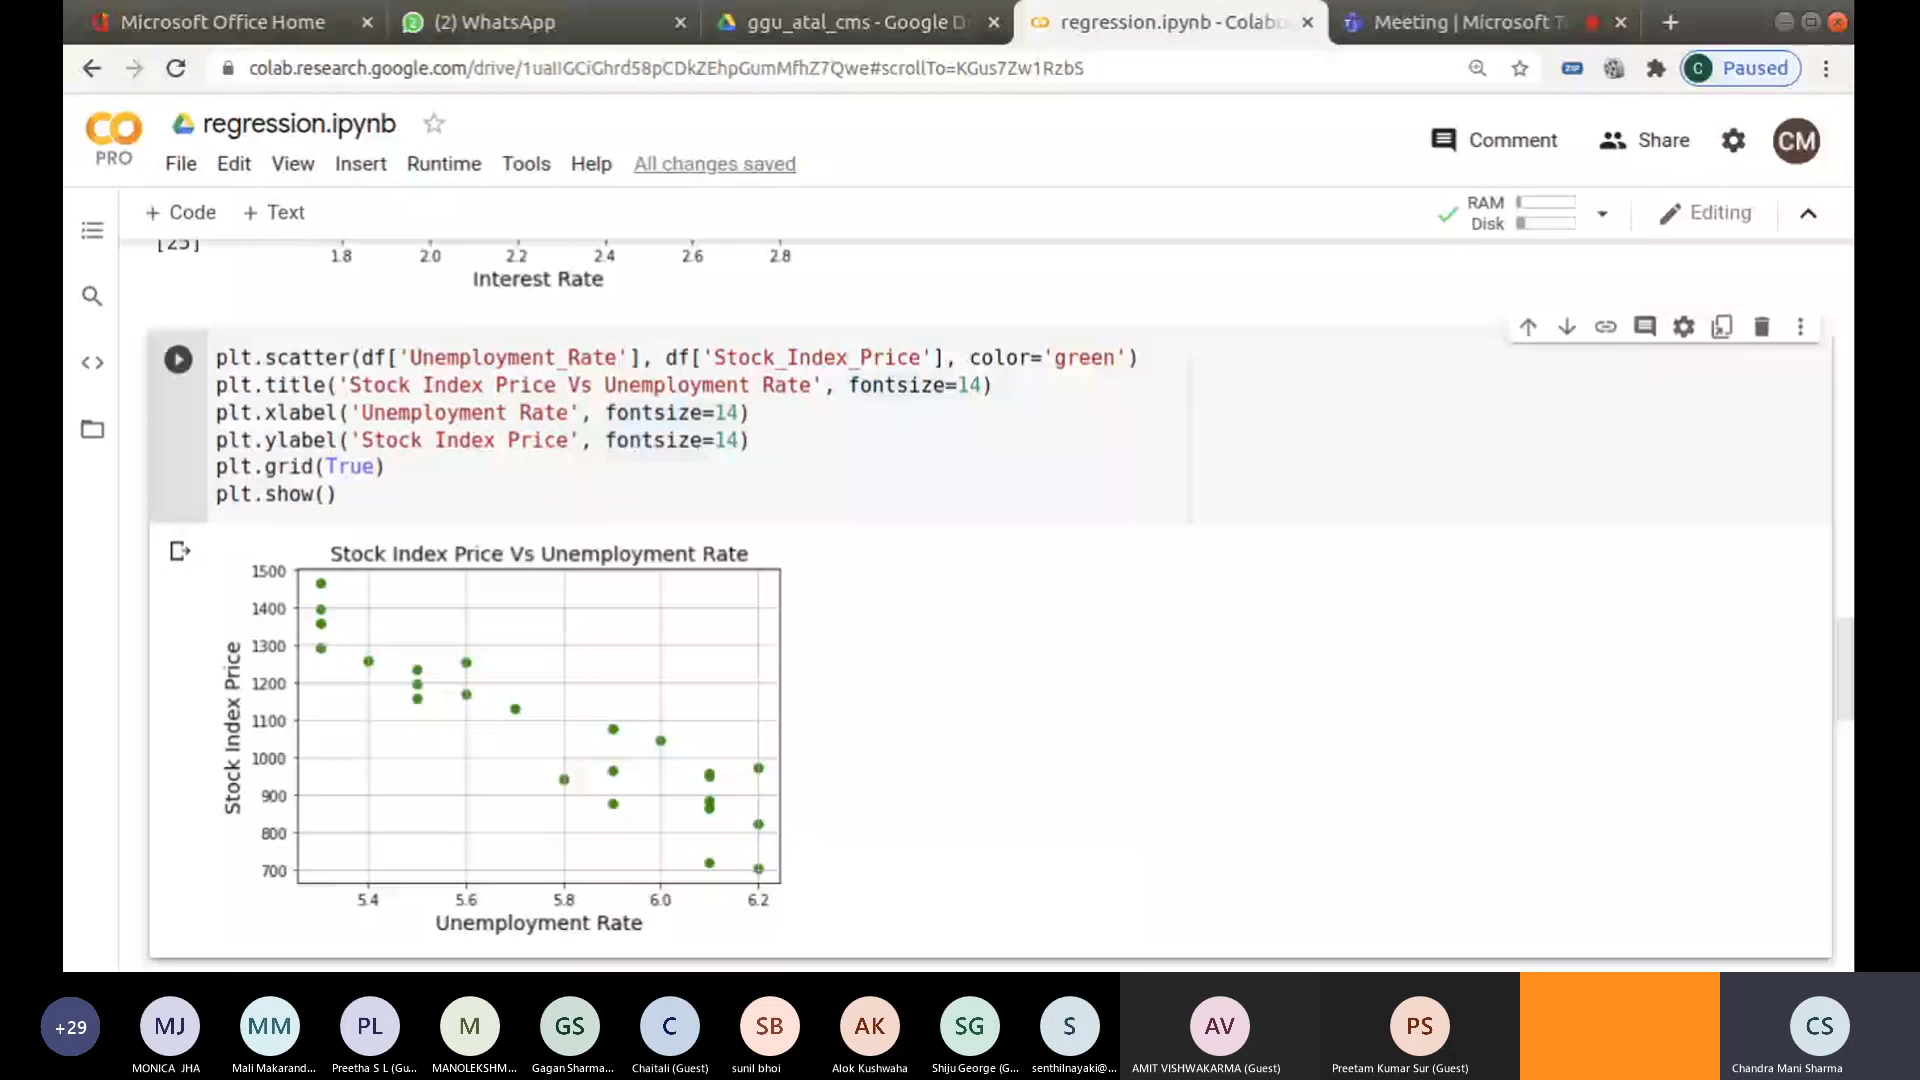 Microsoft Office Home
(2) WhatsApp
ggu_atal_cms - Google D
regression.ipynb - Colabo
Meeting | Microsoft T
colab.research.google.com/drive/1uaIIGCiGhrd58pCDkZEhpGumMfhZ7Qwe#scrollTo=KGus7Zw1RzbS
ZIP
C Paused
CO
PRO
regression.ipynb
File Edit View Insert Runtime Tools Help All changes saved
Comment Share CM
+ Code + Text
RAM
Disk
Editing
[25]
1.8 2.0 2.2 2.4 2.6 2.8
Interest Rate
plt.scatter(df['Unemployment_Rate'], df['Stock_Index_Price'], color='green')
plt.title('Stock Index Price Vs Unemployment Rate', fontsize=14)
plt.xlabel('Unemployment Rate', fontsize=14)
plt.ylabel('Stock Index Price', fontsize=14)
plt.grid(True)
plt.show()
Stock Index Price Vs Unemployment Rate
1500
1400
1300
1200
1100
1000
900
800
700
Stock Index Price
5.4 5.6 5.8 6.0 6.2
Unemployment Rate
+29 MJ MM PL M GS C SB AK SG S AV PS CS
MONICA JHA Mali Makarand... Preetha S L (Gu... MANOLEKSHM... Gagan Sharma... Chaitali (Guest) sunil bhoi Alok Kushwaha Shiju George (G... senthilnayaki@... AMIT VISHWAKARMA (Guest) Preetam Kumar Sur (Guest) Chandra Mani Sharma